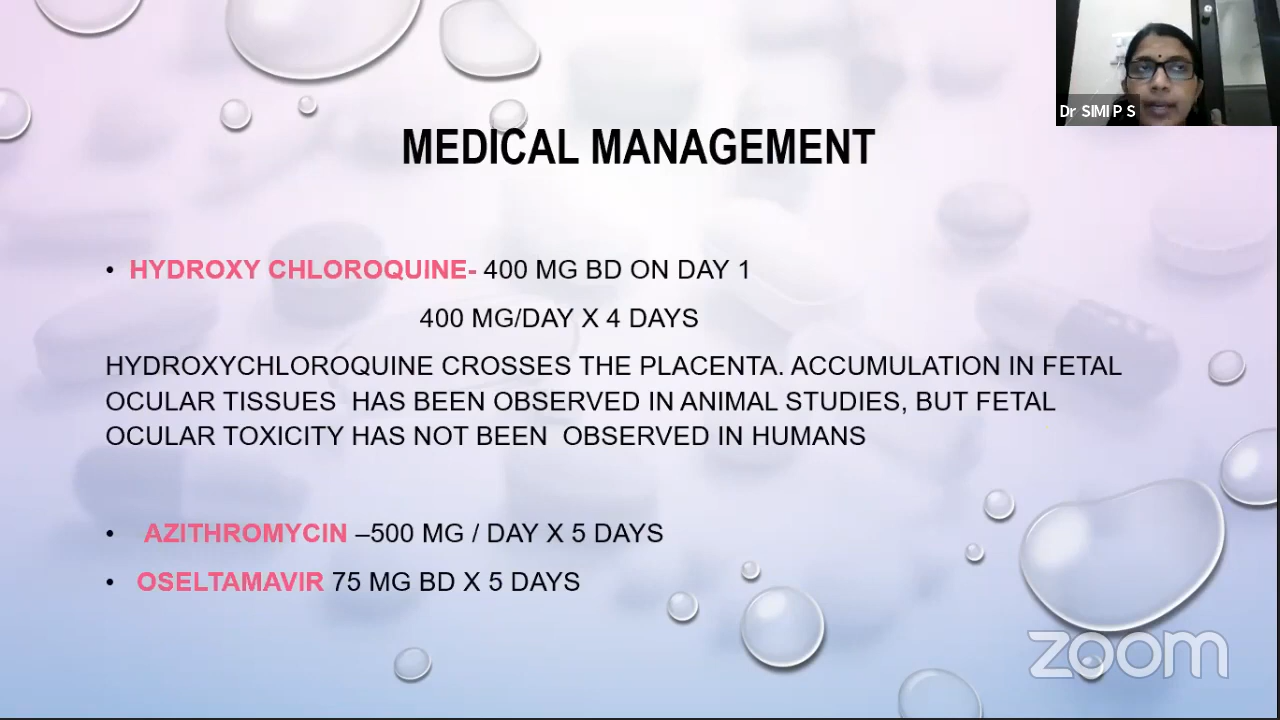 Dr SIMI P S
MEDICAL MANAGEMENT
• HYDROXY CHLOROQUINE- 400 MG BD ON DAY 1
400 MG/DAY X 4 DAYS
HYDROXYCHLOROQUINE CROSSES THE PLACENTA. ACCUMULATION IN FETAL
OCULAR TISSUES HAS BEEN OBSERVED IN ANIMAL STUDIES, BUT FETAL
OCULAR TOXICITY HAS NOT BEEN OBSERVED IN HUMANS
• AZITHROMYCIN –500 MG / DAY X 5 DAYS
• OSELTAMAVIR 75 MG BD X 5 DAYS
zoom